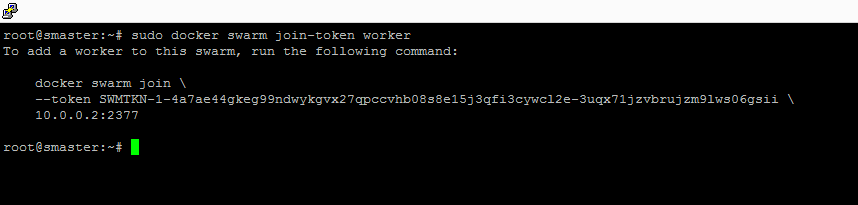 root@smaster:~# sudo docker swarm join-token worker
To add a worker to this swarm, run the following command:
docker swarm join \
--token SWMTKN-1-4a7ae44gkeg99ndwykgvx27qpccvhb08s8e15j3qfi3cywcl2e-3uqx71jzvbrujzm9lws06gsii \
10.0.0.2:2377
root@smaster:~#